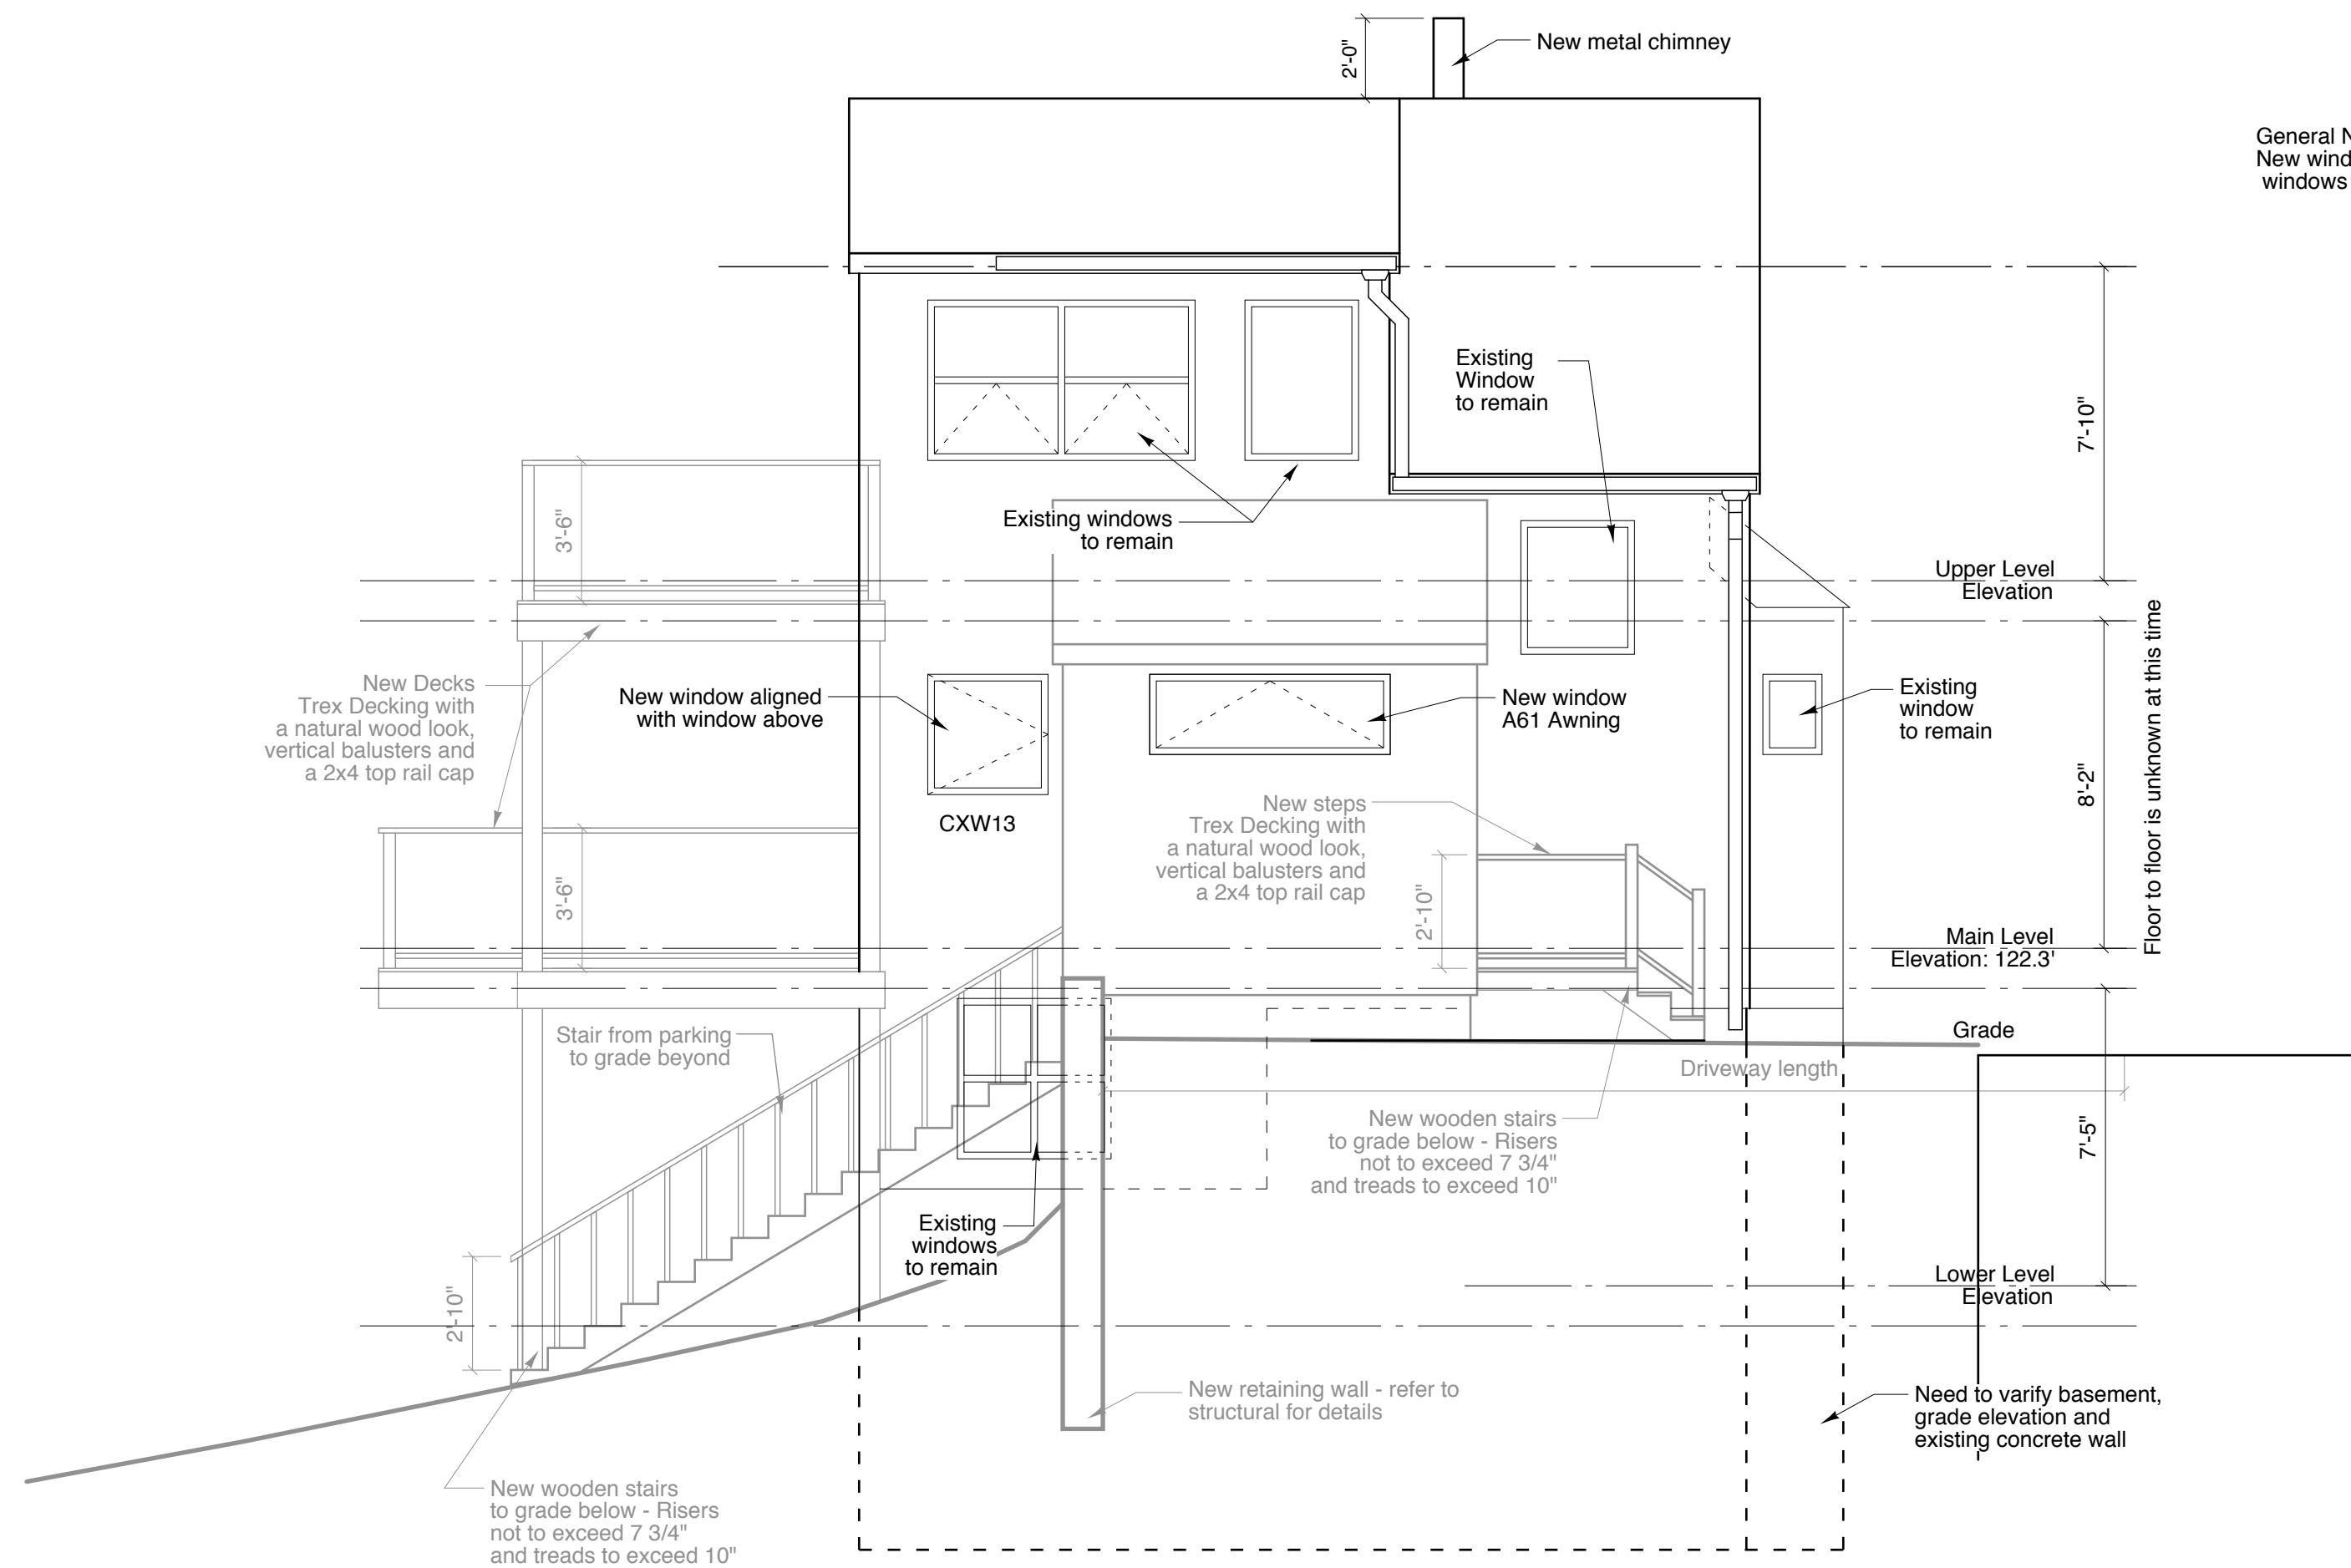 2'-0"
New metal chimney
General N
New wind
windows
Existing
Window
to remain
7'-10"
3'-6"
Existing windows
to remain
Upper Level
Elevation
New Decks
Trex Decking with
a natural wood look,
vertical balusters and
a 2x4 top rail cap
New window aligned
with window above
New window
A61 Awning
Existing
window
to remain
Floor to floor is unknown at this time
8'-2"
CXW13
New steps
Trex Decking with
a natural wood look,
vertical balusters and
a 2x4 top rail cap
3'-6"
2'-10"
Main Level
Elevation: 122.3'
Stair from parking
to grade beyond
Grade
Driveway length
New wooden stairs
to grade below - Risers
not to exceed 7 3/4"
and treads to exceed 10"
7'-5"
Existing
windows
to remain
Lower Level
Elevation
2'-10"
New retaining wall - refer to
structural for details
Need to varify basement,
grade elevation and
existing concrete wall
New wooden stairs
to grade below - Risers
not to exceed 7 3/4"
and treads to exceed 10"